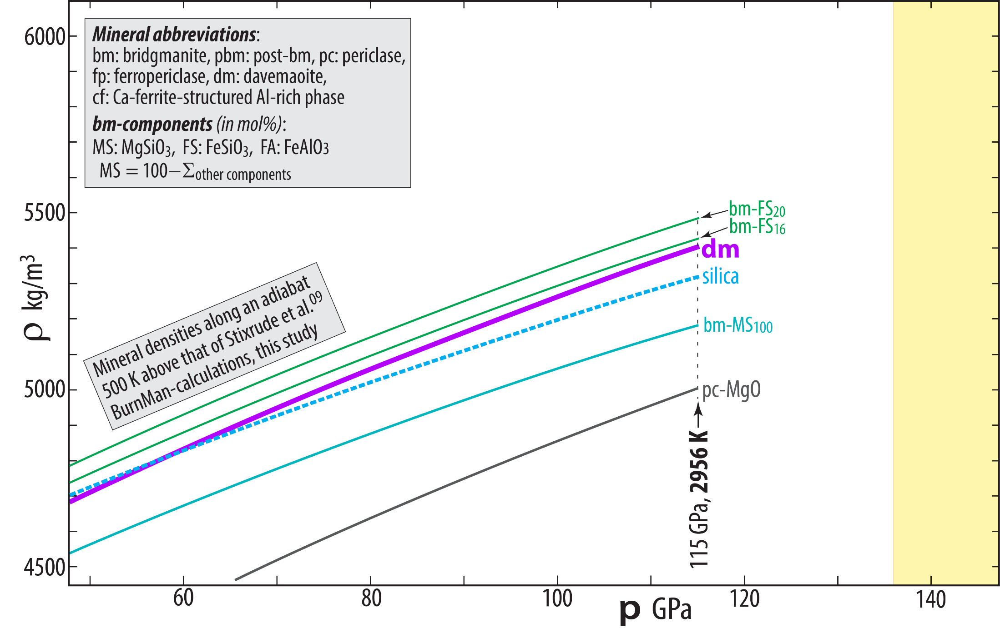 Mineral abbreviations:
bm: bridgmanite, pbm: post-bm, pc: periclase,
fp: ferropericlase, dm: davemaoite,
cf: Ca-ferrite-structured Al-rich phase
bm-components (in mol%):
MS: MgSiO₃, FS: FeSiO₃, FA: FeAlO₃
MS = 100−Σother components
6000
5500
5000
4500
ρ kg/m³
Mineral densities along an adiabat
500 K above that of Stixrude et al.⁰⁹
BurnMan-calculations, this study
bm-FS₂₀
bm-FS₁₆
dm
silica
bm-MS₁₀₀
pc-MgO
115 GPa, 2956 K
60
80
100
120
140
p GPa